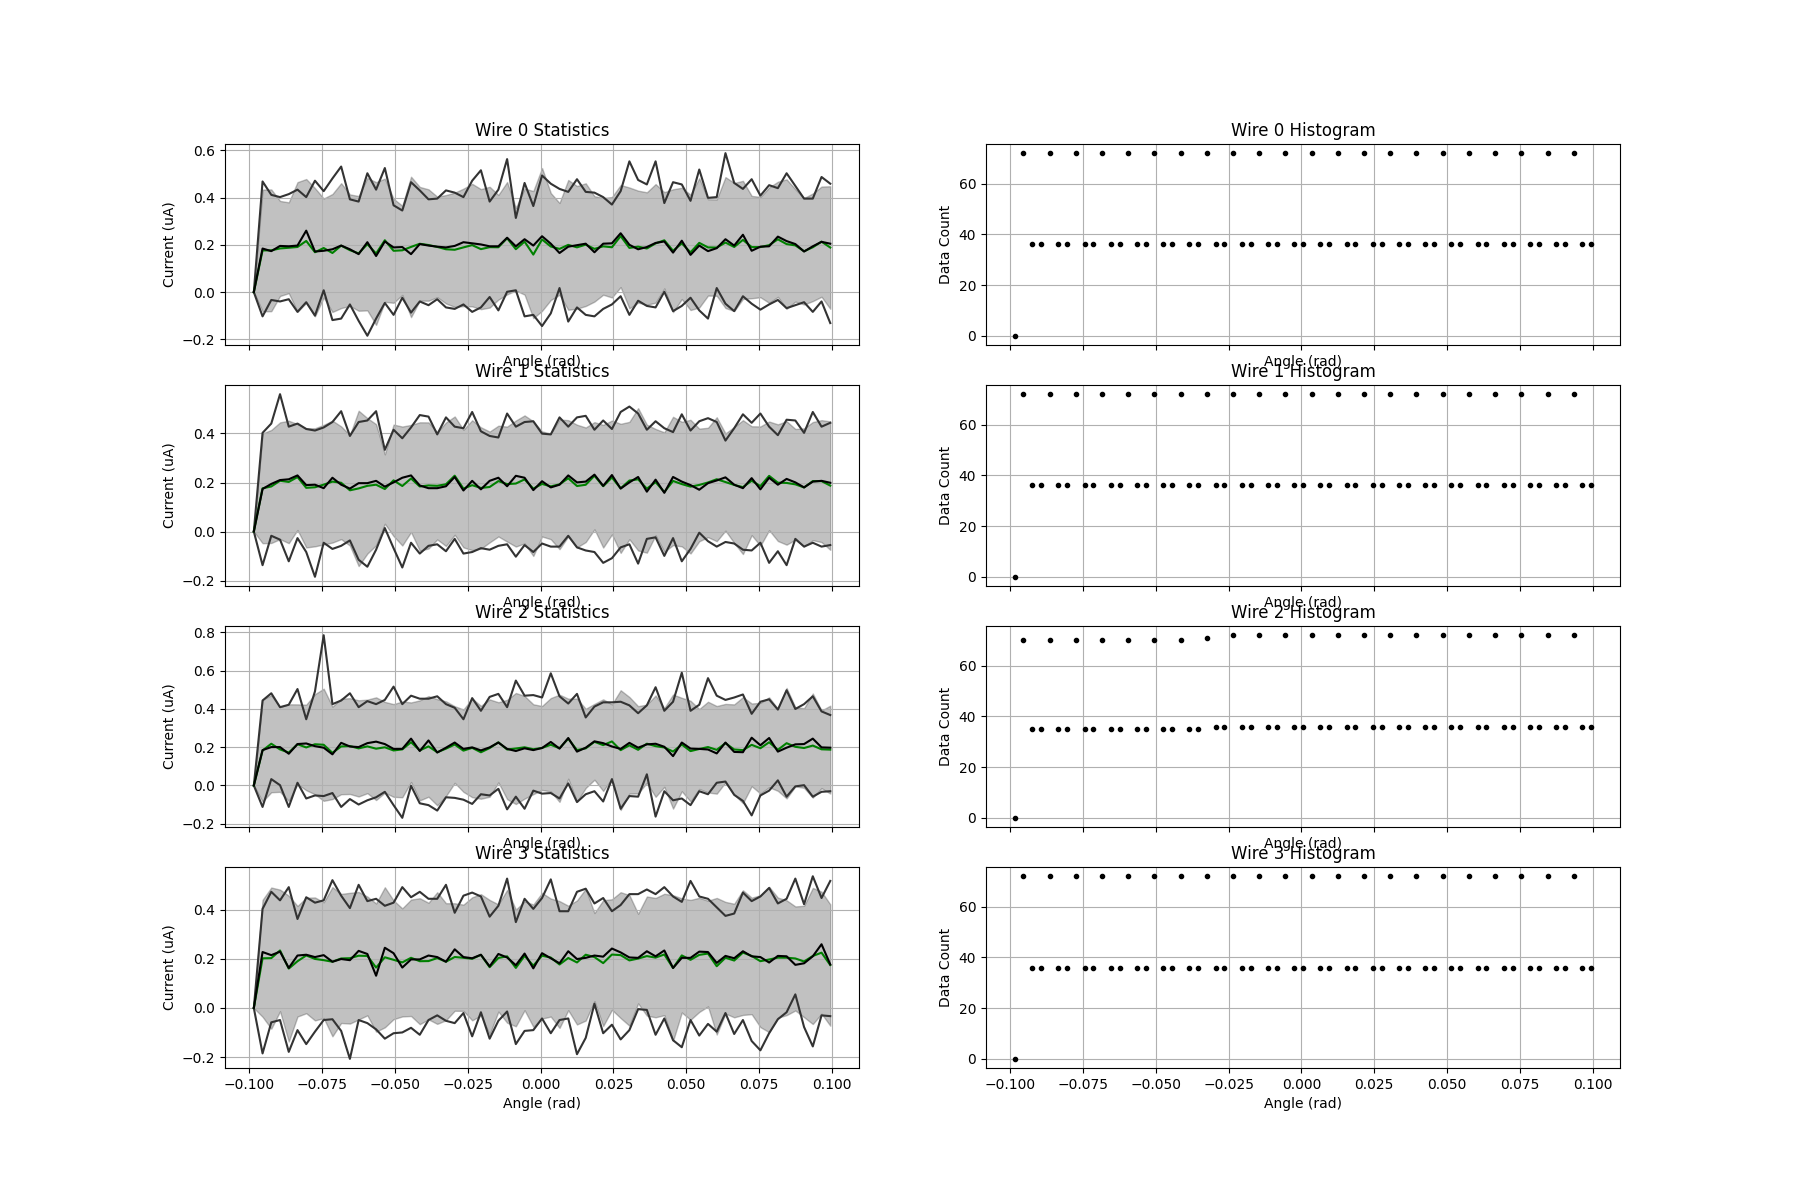 Wire 0 Statistics
Wire 0 Histogram
0.6
0.4
0.2
0.0
−0.2
Current (uA)
Angle (rad)
60
40
20
0
Data Count
Angle (rad)
Wire 1 Statistics
Wire 1 Histogram
0.4
0.2
0.0
−0.2
Current (uA)
Angle (rad)
60
40
20
0
Data Count
Angle (rad)
Wire 2 Statistics
Wire 2 Histogram
0.8
0.6
0.4
0.2
0.0
−0.2
Current (uA)
Angle (rad)
60
40
20
0
Data Count
Angle (rad)
Wire 3 Statistics
Wire 3 Histogram
0.4
0.2
0.0
−0.2
Current (uA)
−0.100 −0.075 −0.050 −0.025 0.000 0.025 0.050 0.075 0.100
Angle (rad)
60
40
20
0
Data Count
−0.100 −0.075 −0.050 −0.025 0.000 0.025 0.050 0.075 0.100
Angle (rad)